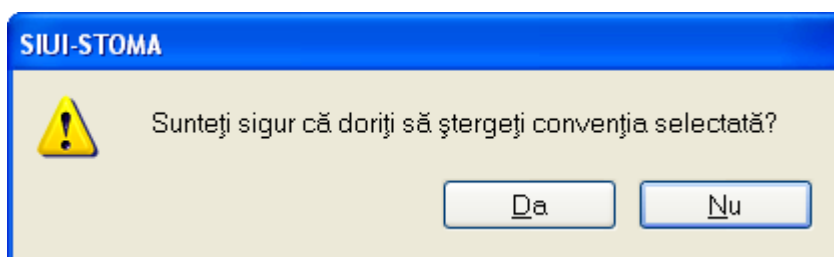 SIUI-STOMA
Sunteţi sigur că doriţi să ştergeţi convenţia selectată?
Da
Nu